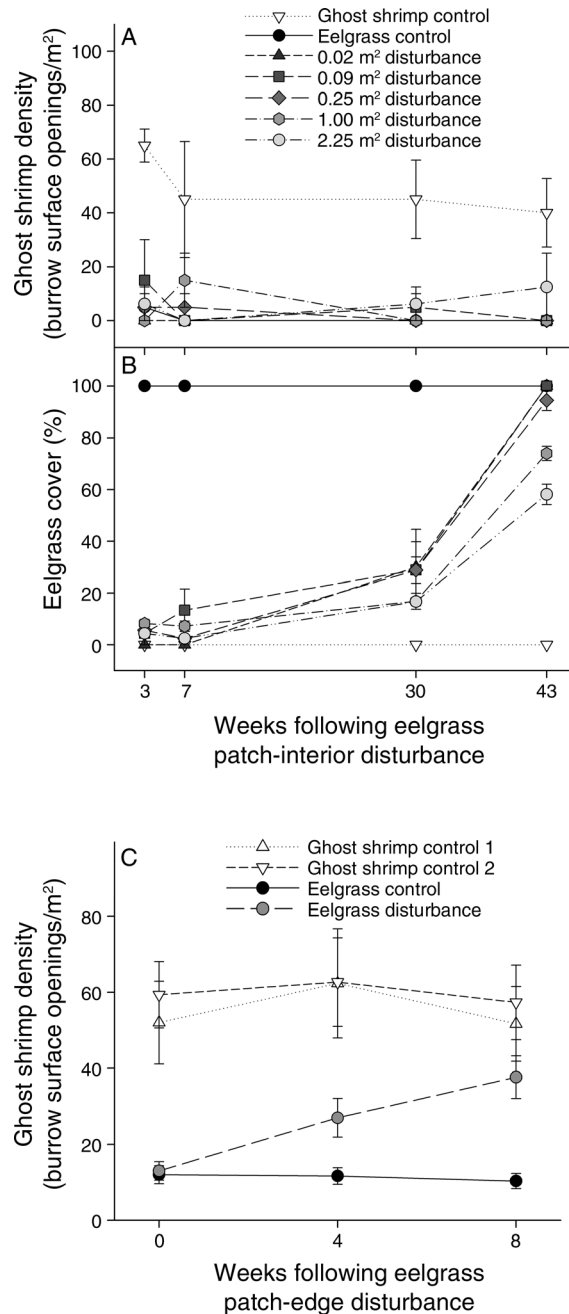 A
Ghost shrimp control
Eelgrass control
0.02 m² disturbance
0.09 m² disturbance
0.25 m² disturbance
1.00 m² disturbance
2.25 m² disturbance
Ghost shrimp density
(burrow surface openings/m²)
100
80
60
40
20
0
B
Eelgrass cover (%)
100
80
60
40
20
0
3 7 30 43
Weeks following eelgrass
patch-interior disturbance
C
Ghost shrimp control 1
Ghost shrimp control 2
Eelgrass control
Eelgrass disturbance
Ghost shrimp density
(burrow surface openings/m²)
80
60
40
20
0
0 4 8
Weeks following eelgrass
patch-edge disturbance